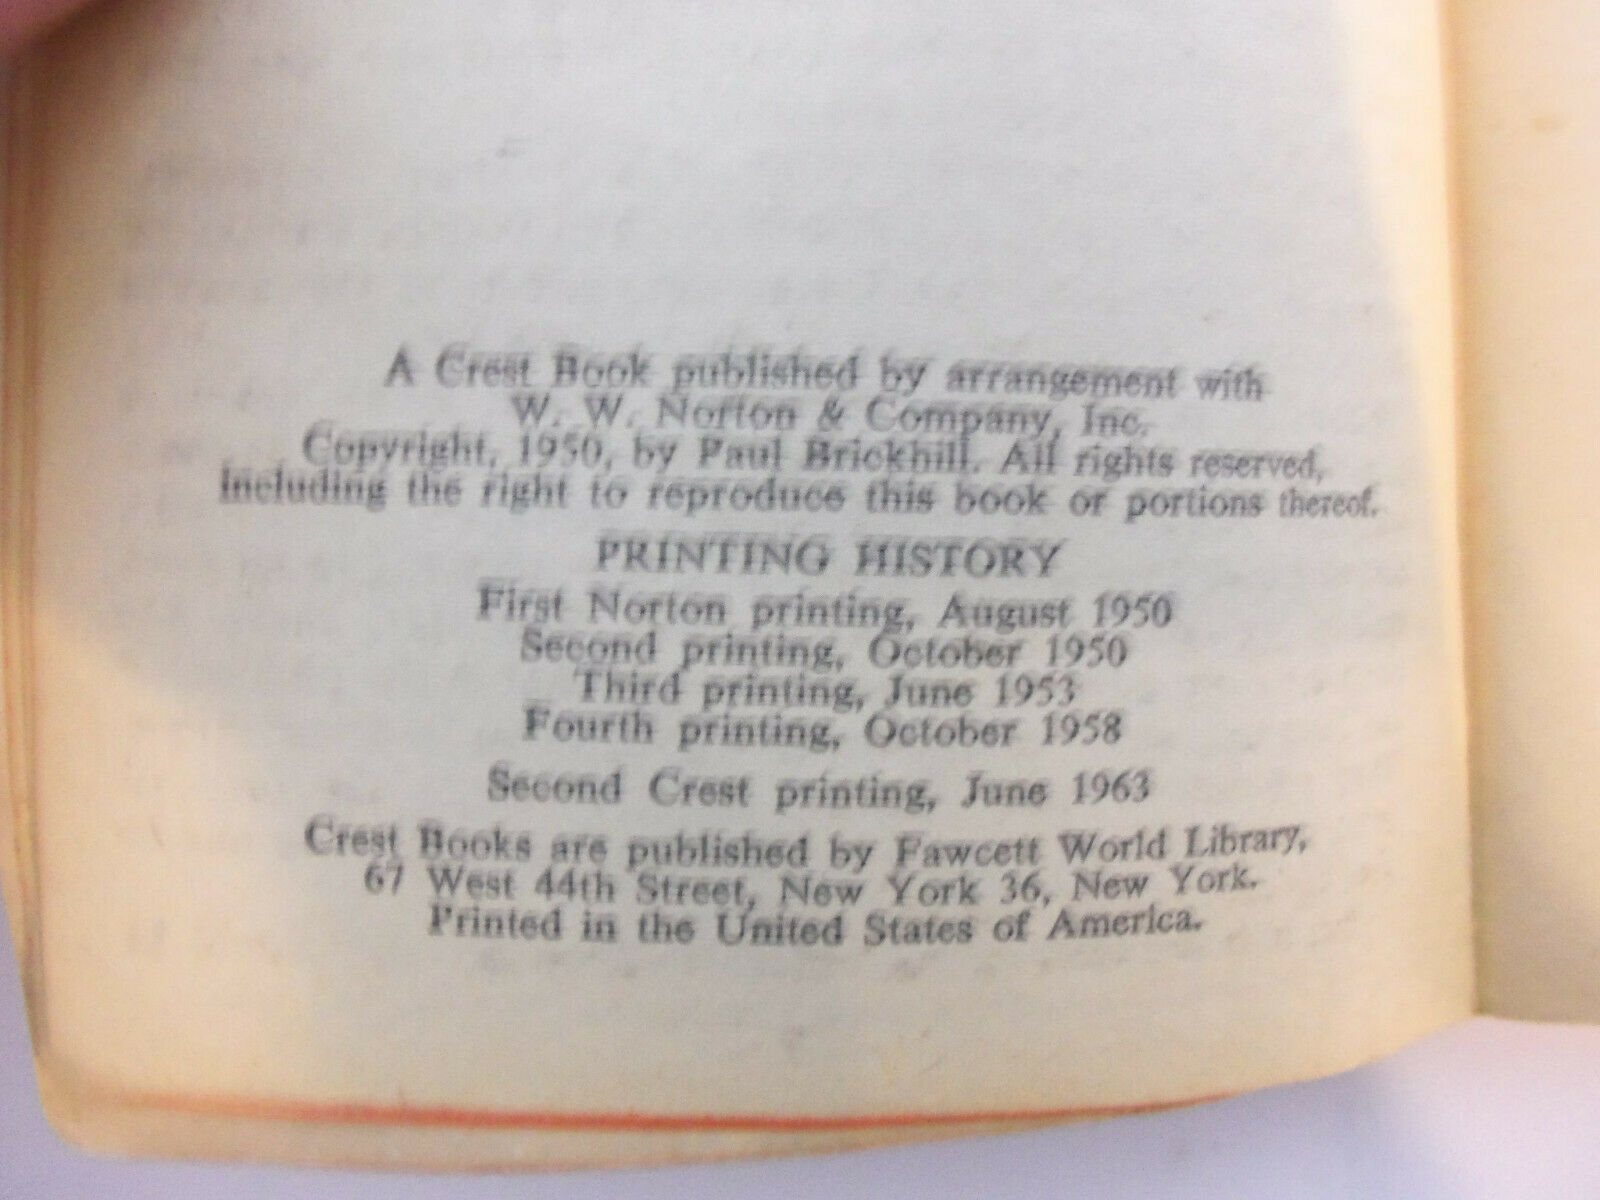 A Crest Book published by arrangement with
W. W. Norton & Company, Inc.
Copyright, 1950, by Paul Brickhill. All rights reserved,
including the right to reproduce this book or portions thereof.
PRINTING HISTORY
First Norton printing, August 1950
Second printing, October 1950
Third printing, June 1953
Fourth printing, October 1958
Second Crest printing, June 1963
Crest Books are published by Fawcett World Library,
67 West 44th Street, New York 36, New York.
Printed in the United States of America.